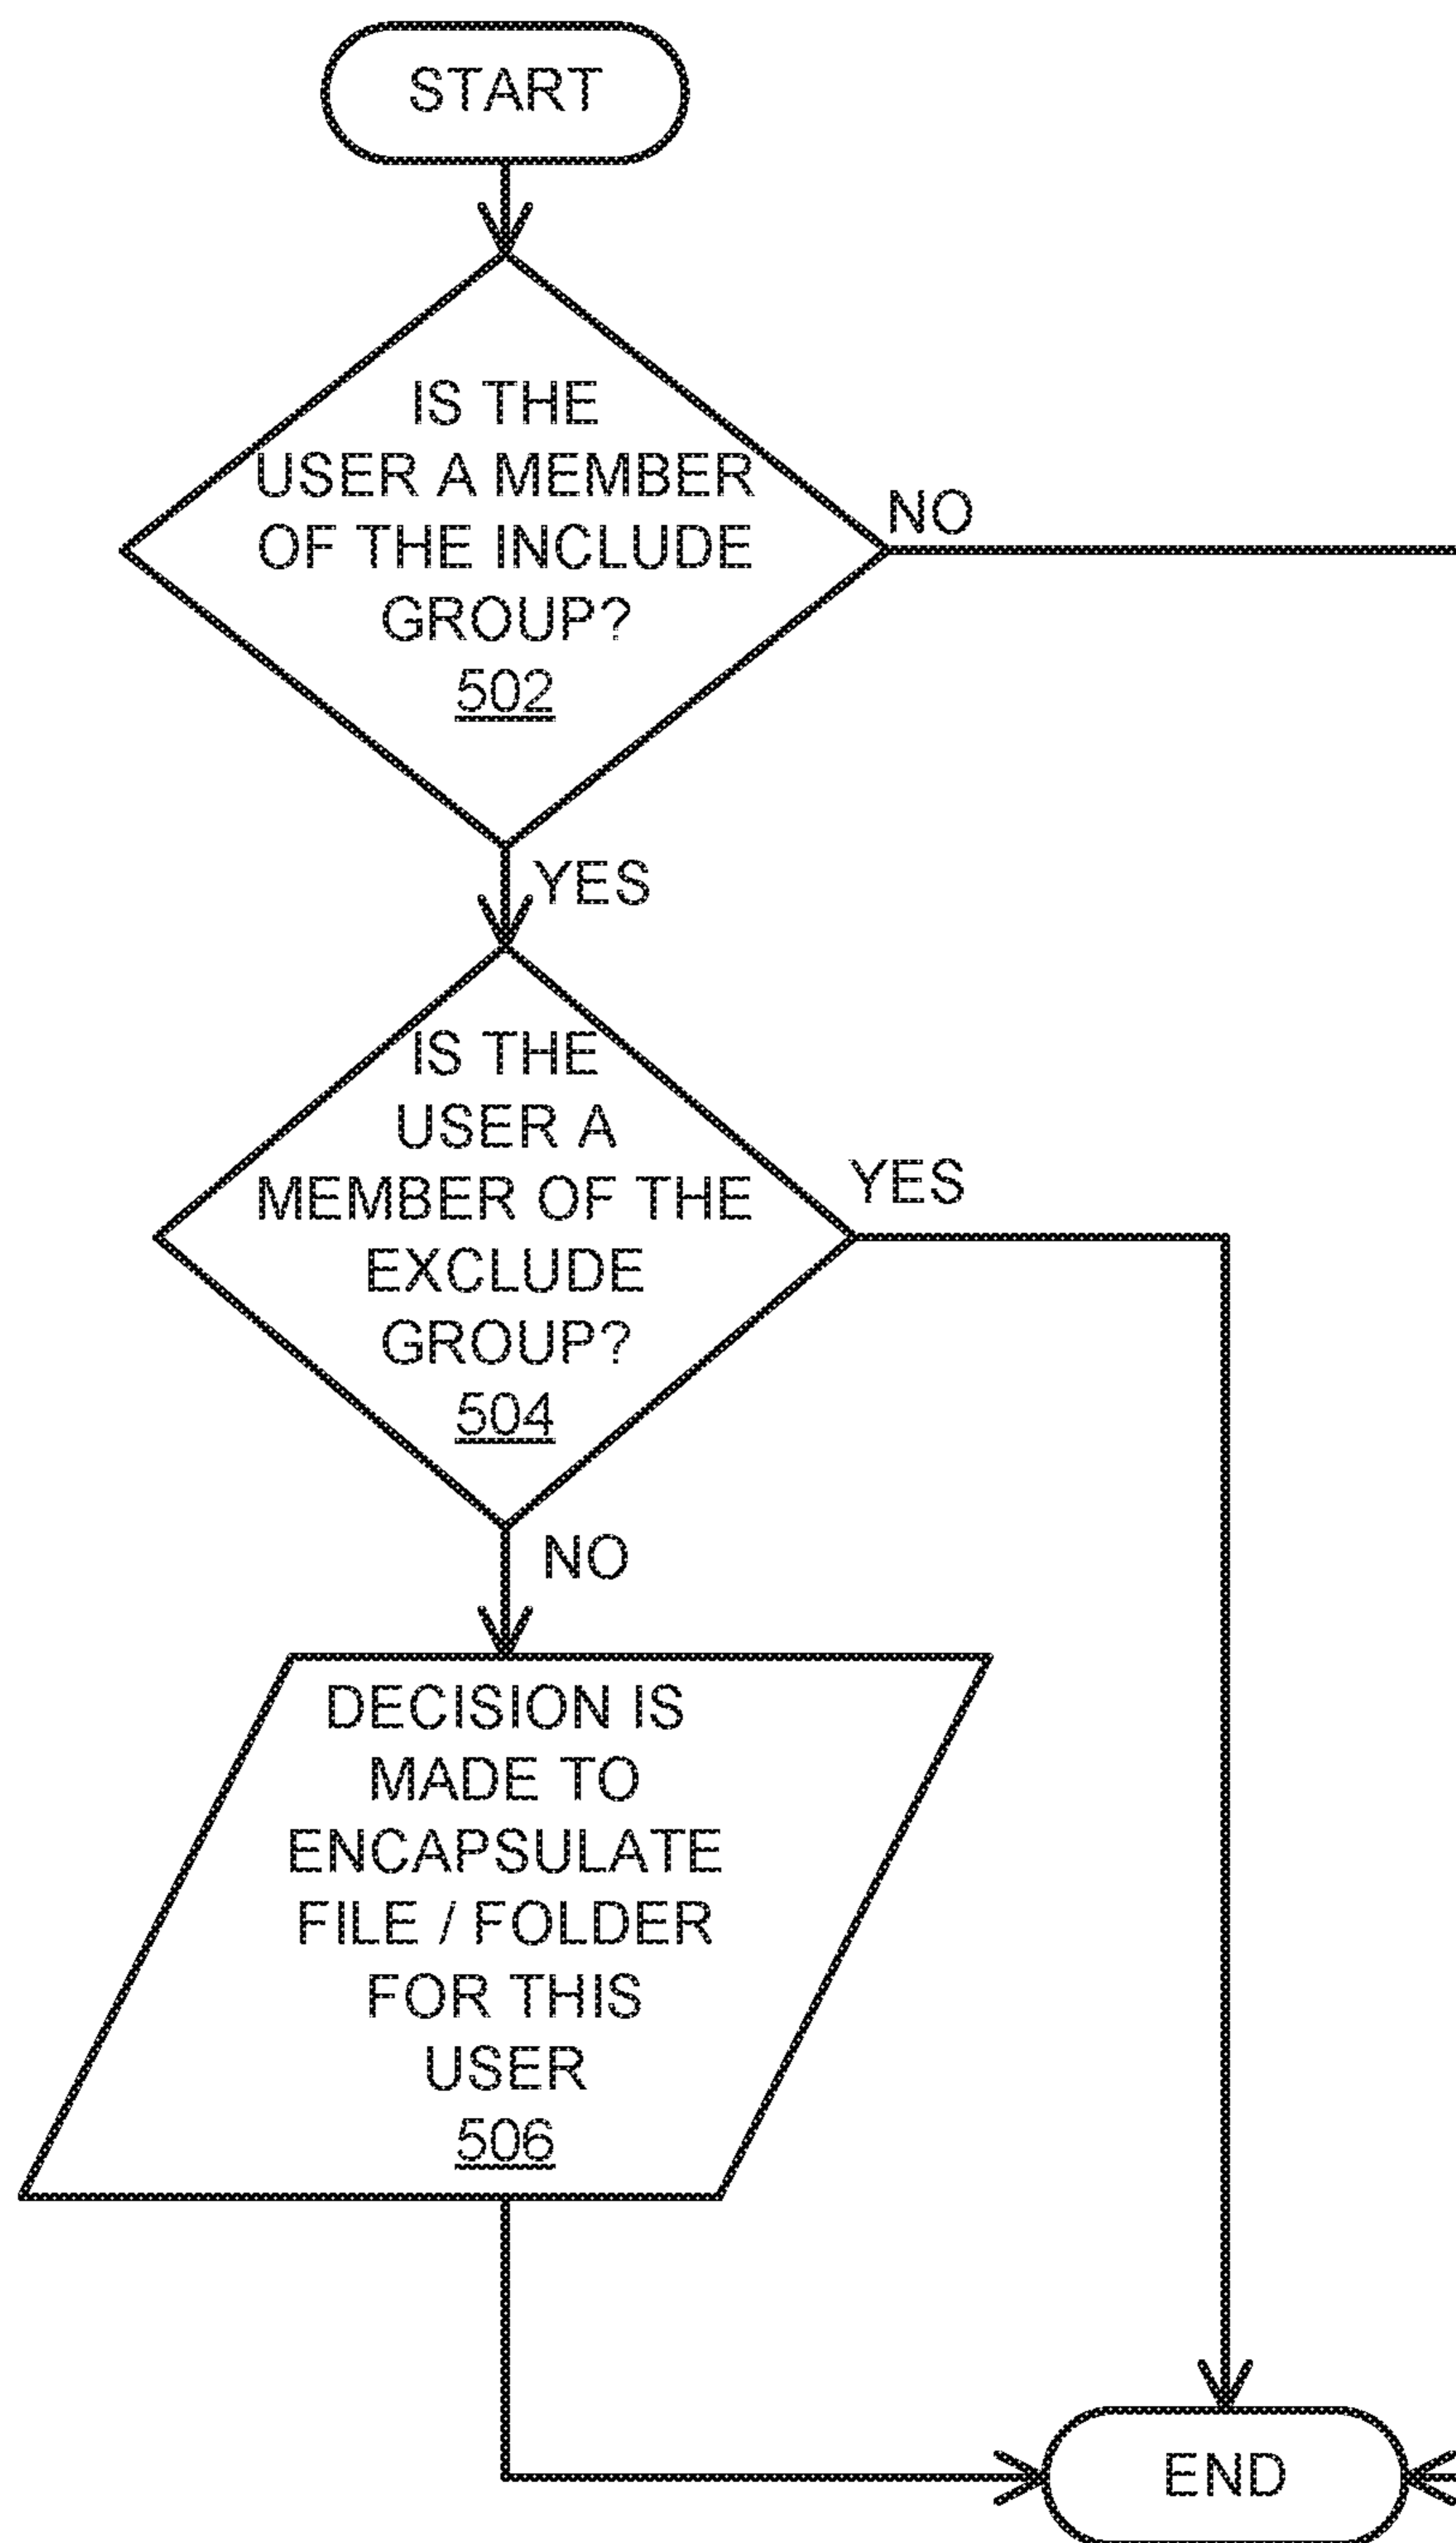 START
IS THE
USER A MEMBER
OF THE INCLUDE
GROUP?
502
NO
YES
IS THE
USER A
MEMBER OF THE
EXCLUDE
GROUP?
504
YES
NO
DECISION IS
MADE TO
ENCAPSULATE
FILE / FOLDER
FOR THIS
USER
506
END